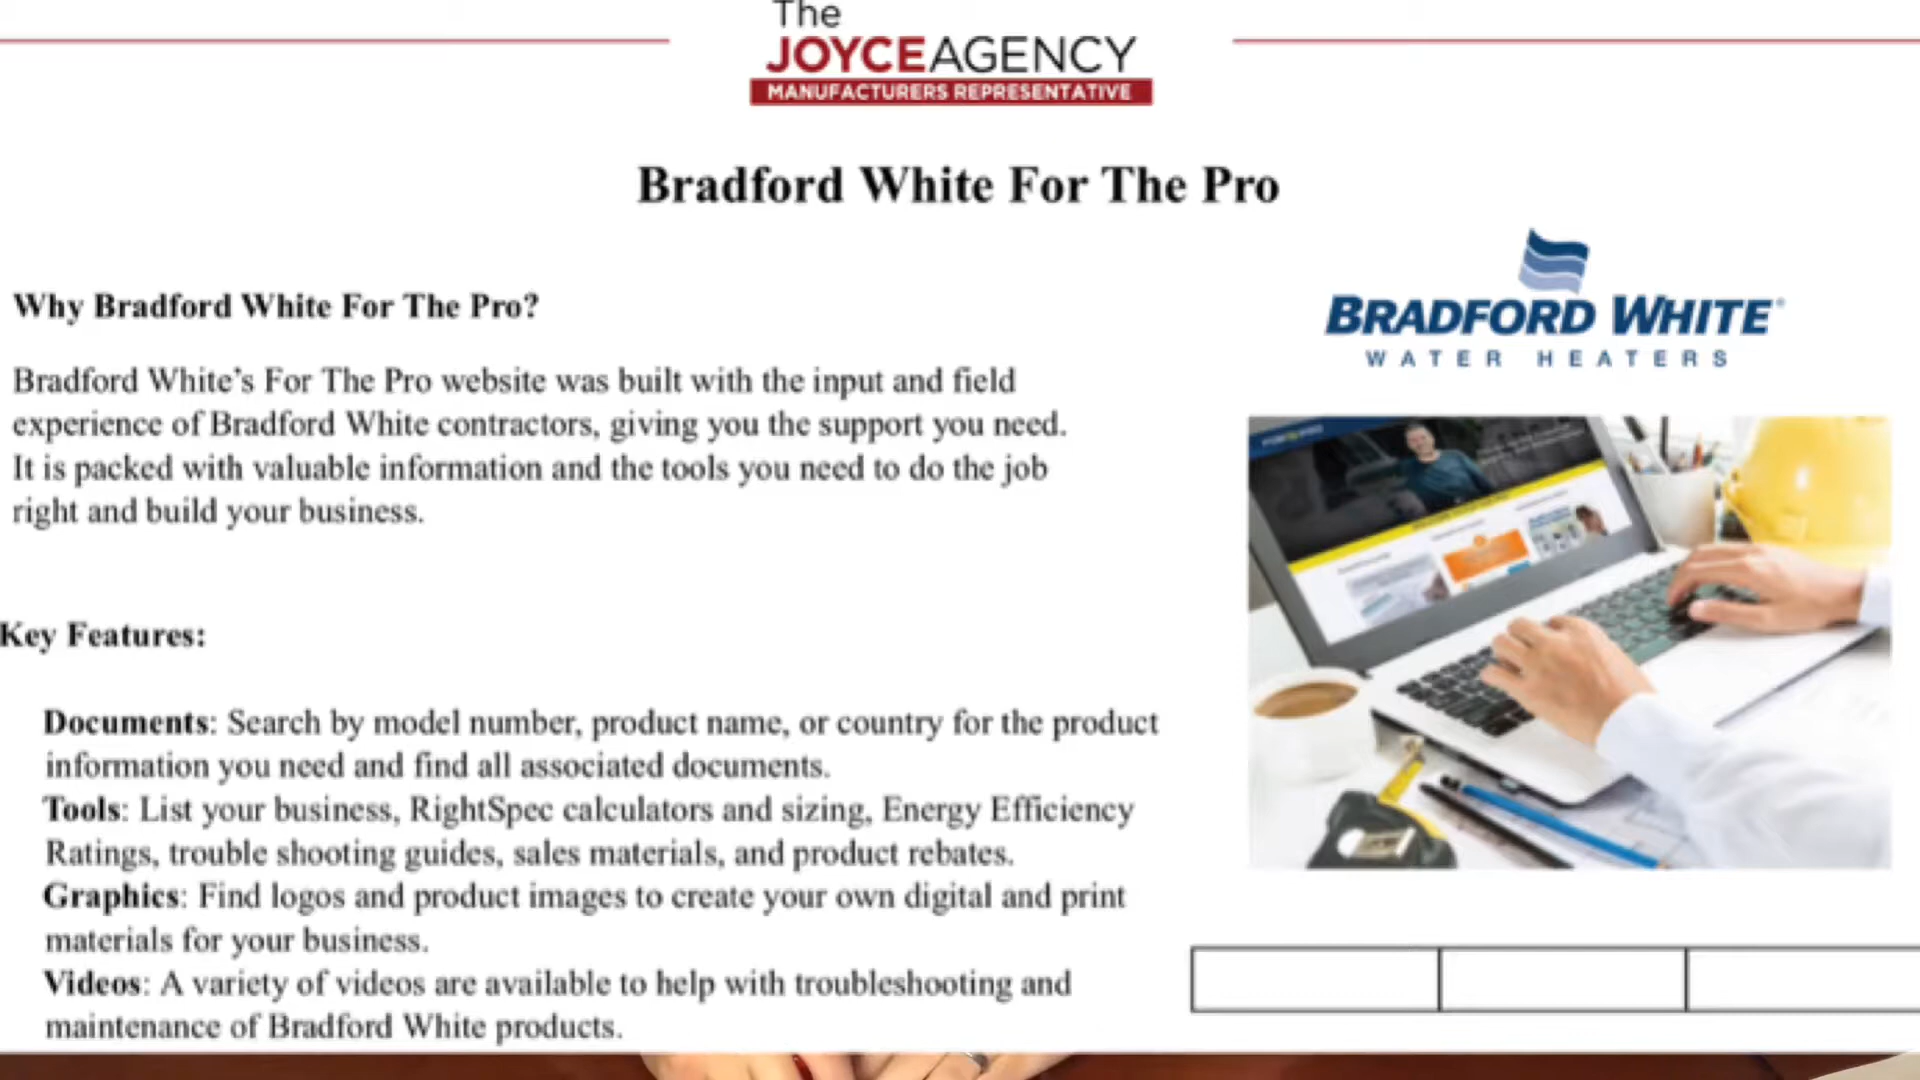 The
JOYCEAGENCY
MANUFACTURERS REPRESENTATIVE
Bradford White For The Pro
BRADFORD WHITE®
WATER HEATERS
Why Bradford White For The Pro?
Bradford White's For The Pro website was built with the input and field
experience of Bradford White contractors, giving you the support you need.
It is packed with valuable information and the tools you need to do the job
right and build your business.
Key Features:
Documents: Search by model number, product name, or country for the product
information you need and find all associated documents.
Tools: List your business, RightSpec calculators and sizing, Energy Efficiency
Ratings, trouble shooting guides, sales materials, and product rebates.
Graphics: Find logos and product images to create your own digital and print
materials for your business.
Videos: A variety of videos are available to help with troubleshooting and
maintenance of Bradford White products.